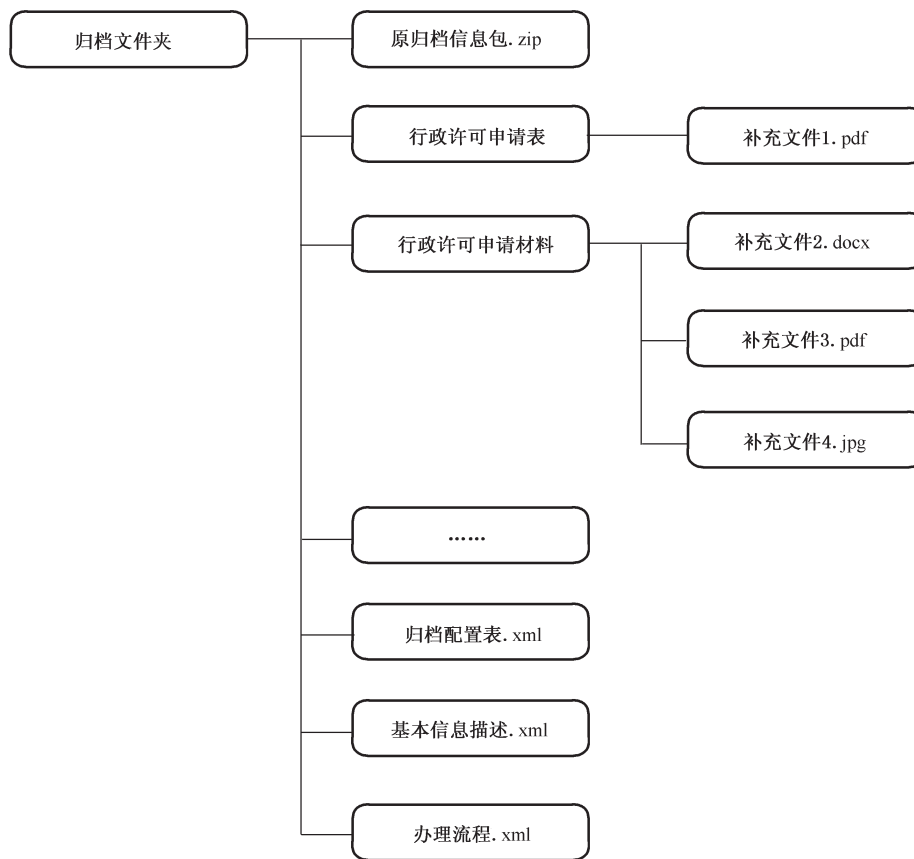 归档文件夹
原归档信息包.zip
行政许可申请表
补充文件1.pdf
行政许可申请材料
补充文件2.docx
补充文件3.pdf
补充文件4.jpg
……
归档配置表.xml
基本信息描述.xml
办理流程.xml